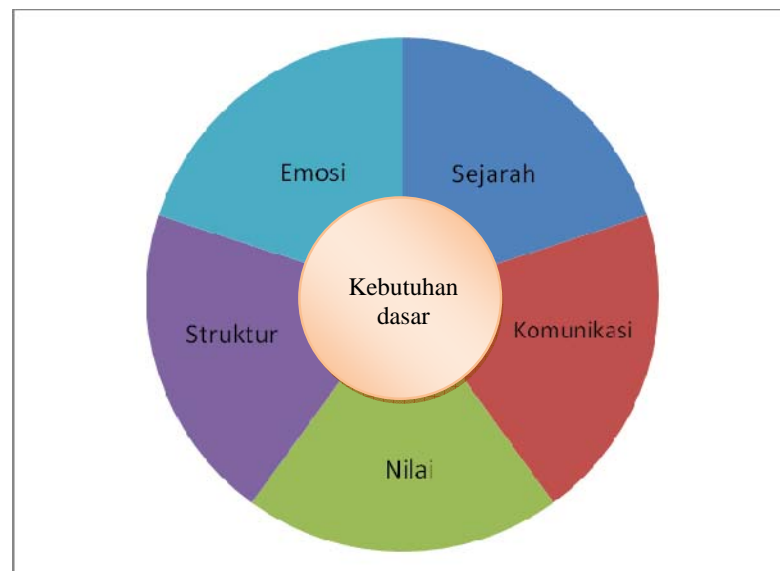 Emosi
Sejarah
Kebutuhan
dasar
Struktur
Komunikasi
Nilai